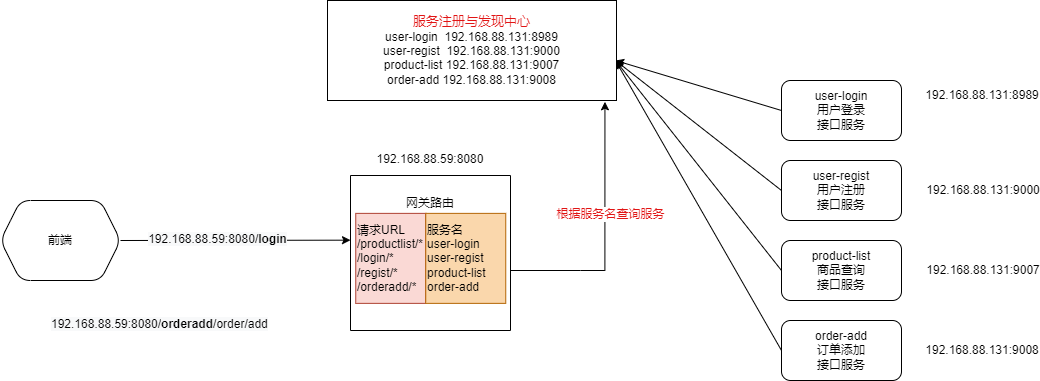 服务注册与发现中心
user-login 192.168.88.131:8989
user-regist 192.168.88.131:9000
product-list 192.168.88.131:9007
order-add 192.168.88.131:9008
user-login
用户登录
接口服务
192.168.88.131:8989
192.168.88.59:8080
user-regist
用户注册
接口服务
192.168.88.131:9000
网关路由
请求URL
/productlist/*
/login/*
/regist/*
/orderadd/*
服务名
user-login
user-regist
product-list
order-add
根据服务名查询服务
前端
192.168.88.59:8080/login
product-list
商品查询
接口服务
192.168.88.131:9007
192.168.88.59:8080/orderadd/order/add
order-add
订单添加
接口服务
192.168.88.131:9008